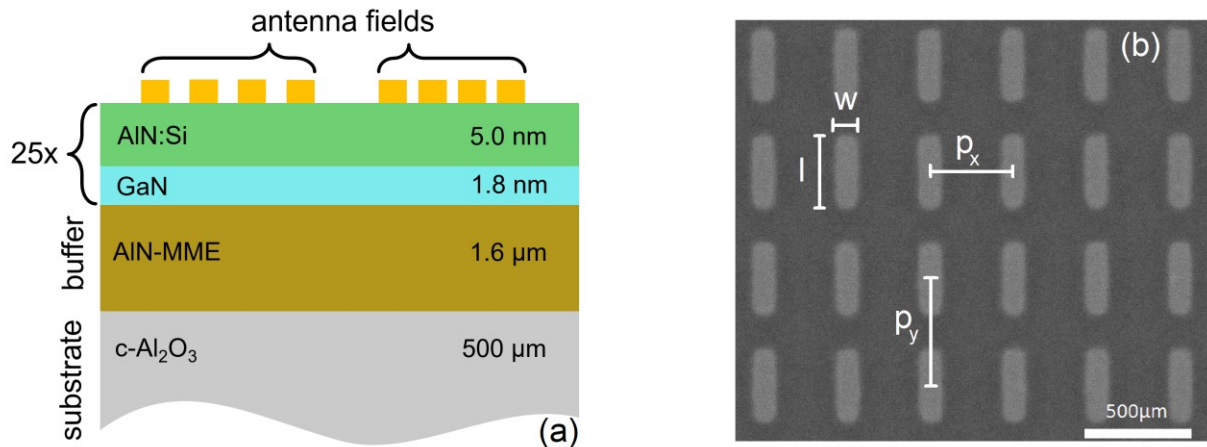 antenna fields
25x
AlN:Si 5.0 nm
GaN 1.8 nm
buffer
AlN-MME 1.6 µm
substrate
c-Al₂O₃ 500 µm
(a)
(b)
w
l
pₓ
p_y
500µm